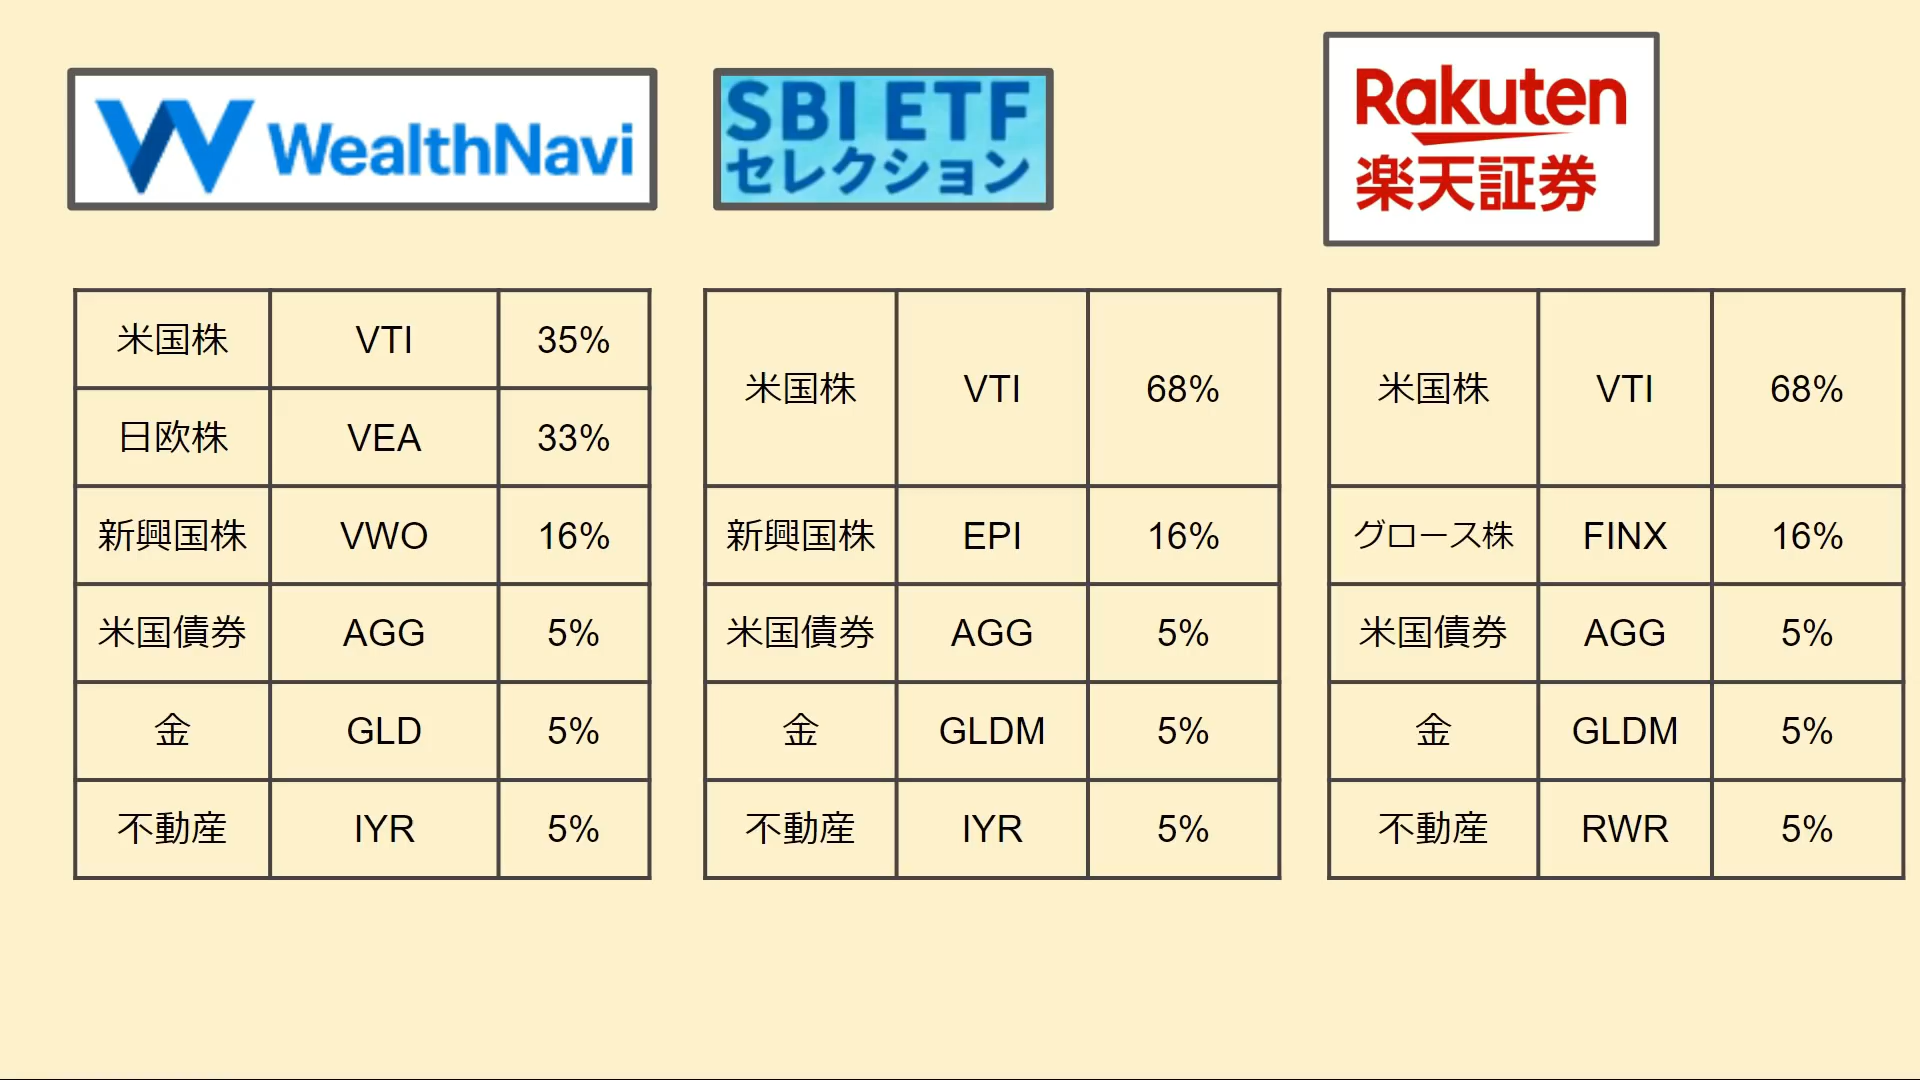 WealthNavi
SBI ETF
セレクション
Rakuten
楽天証券
米国株 VTI 35%
日欧株 VEA 33%
新興国株 VWO 16%
米国債券 AGG 5%
金 GLD 5%
不動産 IYR 5%
米国株 VTI 68%
新興国株 EPI 16%
米国債券 AGG 5%
金 GLDM 5%
不動産 IYR 5%
米国株 VTI 68%
グロース株 FINX 16%
米国債券 AGG 5%
金 GLDM 5%
不動産 RWR 5%